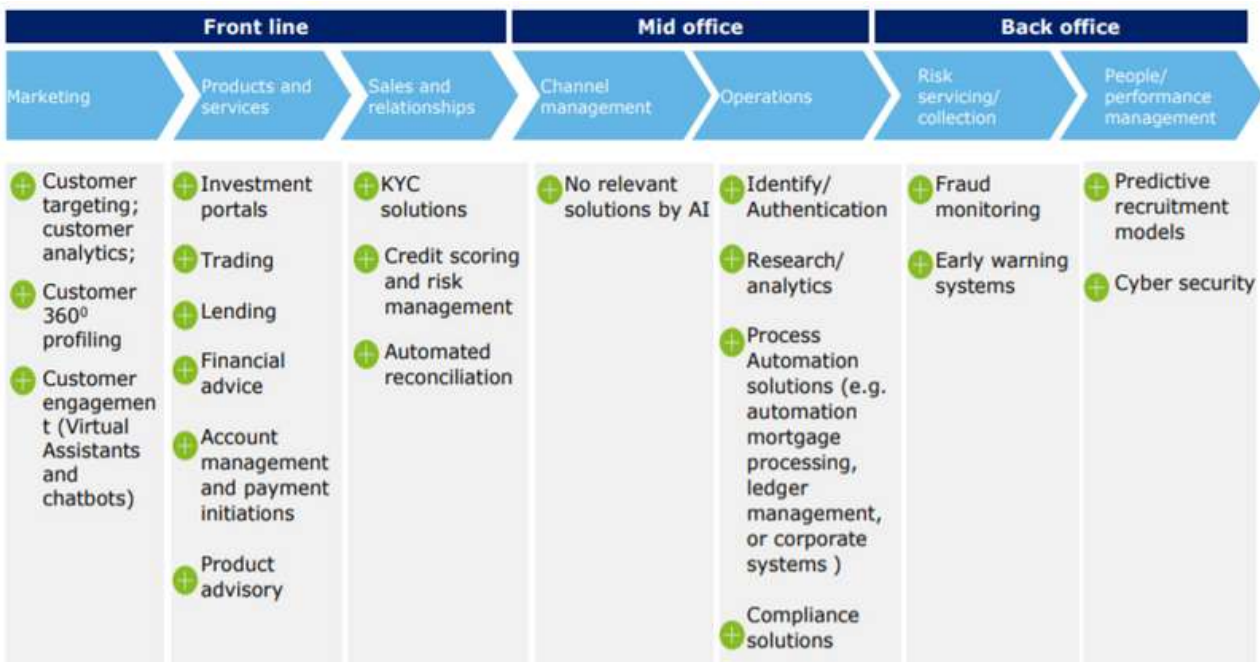 Front line
Mid office
Back office
Marketing
Products and
services
Sales and
relationships
Channel
management
Operations
Risk
servicing/
collection
People/
performance
management
Customer
targeting;
customer
analytics;
Customer
360⁰
profiling
Customer
engagemen
t (Virtual
Assistants
and
chatbots)
Investment
portals
Trading
Lending
Financial
advice
Account
management
and payment
initiations
Product
advisory
KYC
solutions
Credit scoring
and risk
management
Automated
reconciliation
No relevant
solutions by AI
Identify/
Authentication
Research/
analytics
Process
Automation
solutions (e.g.
automation
mortgage
processing,
ledger
management,
or corporate
systems )
Compliance
solutions
Fraud
monitoring
Early warning
systems
Predictive
recruitment
models
Cyber security